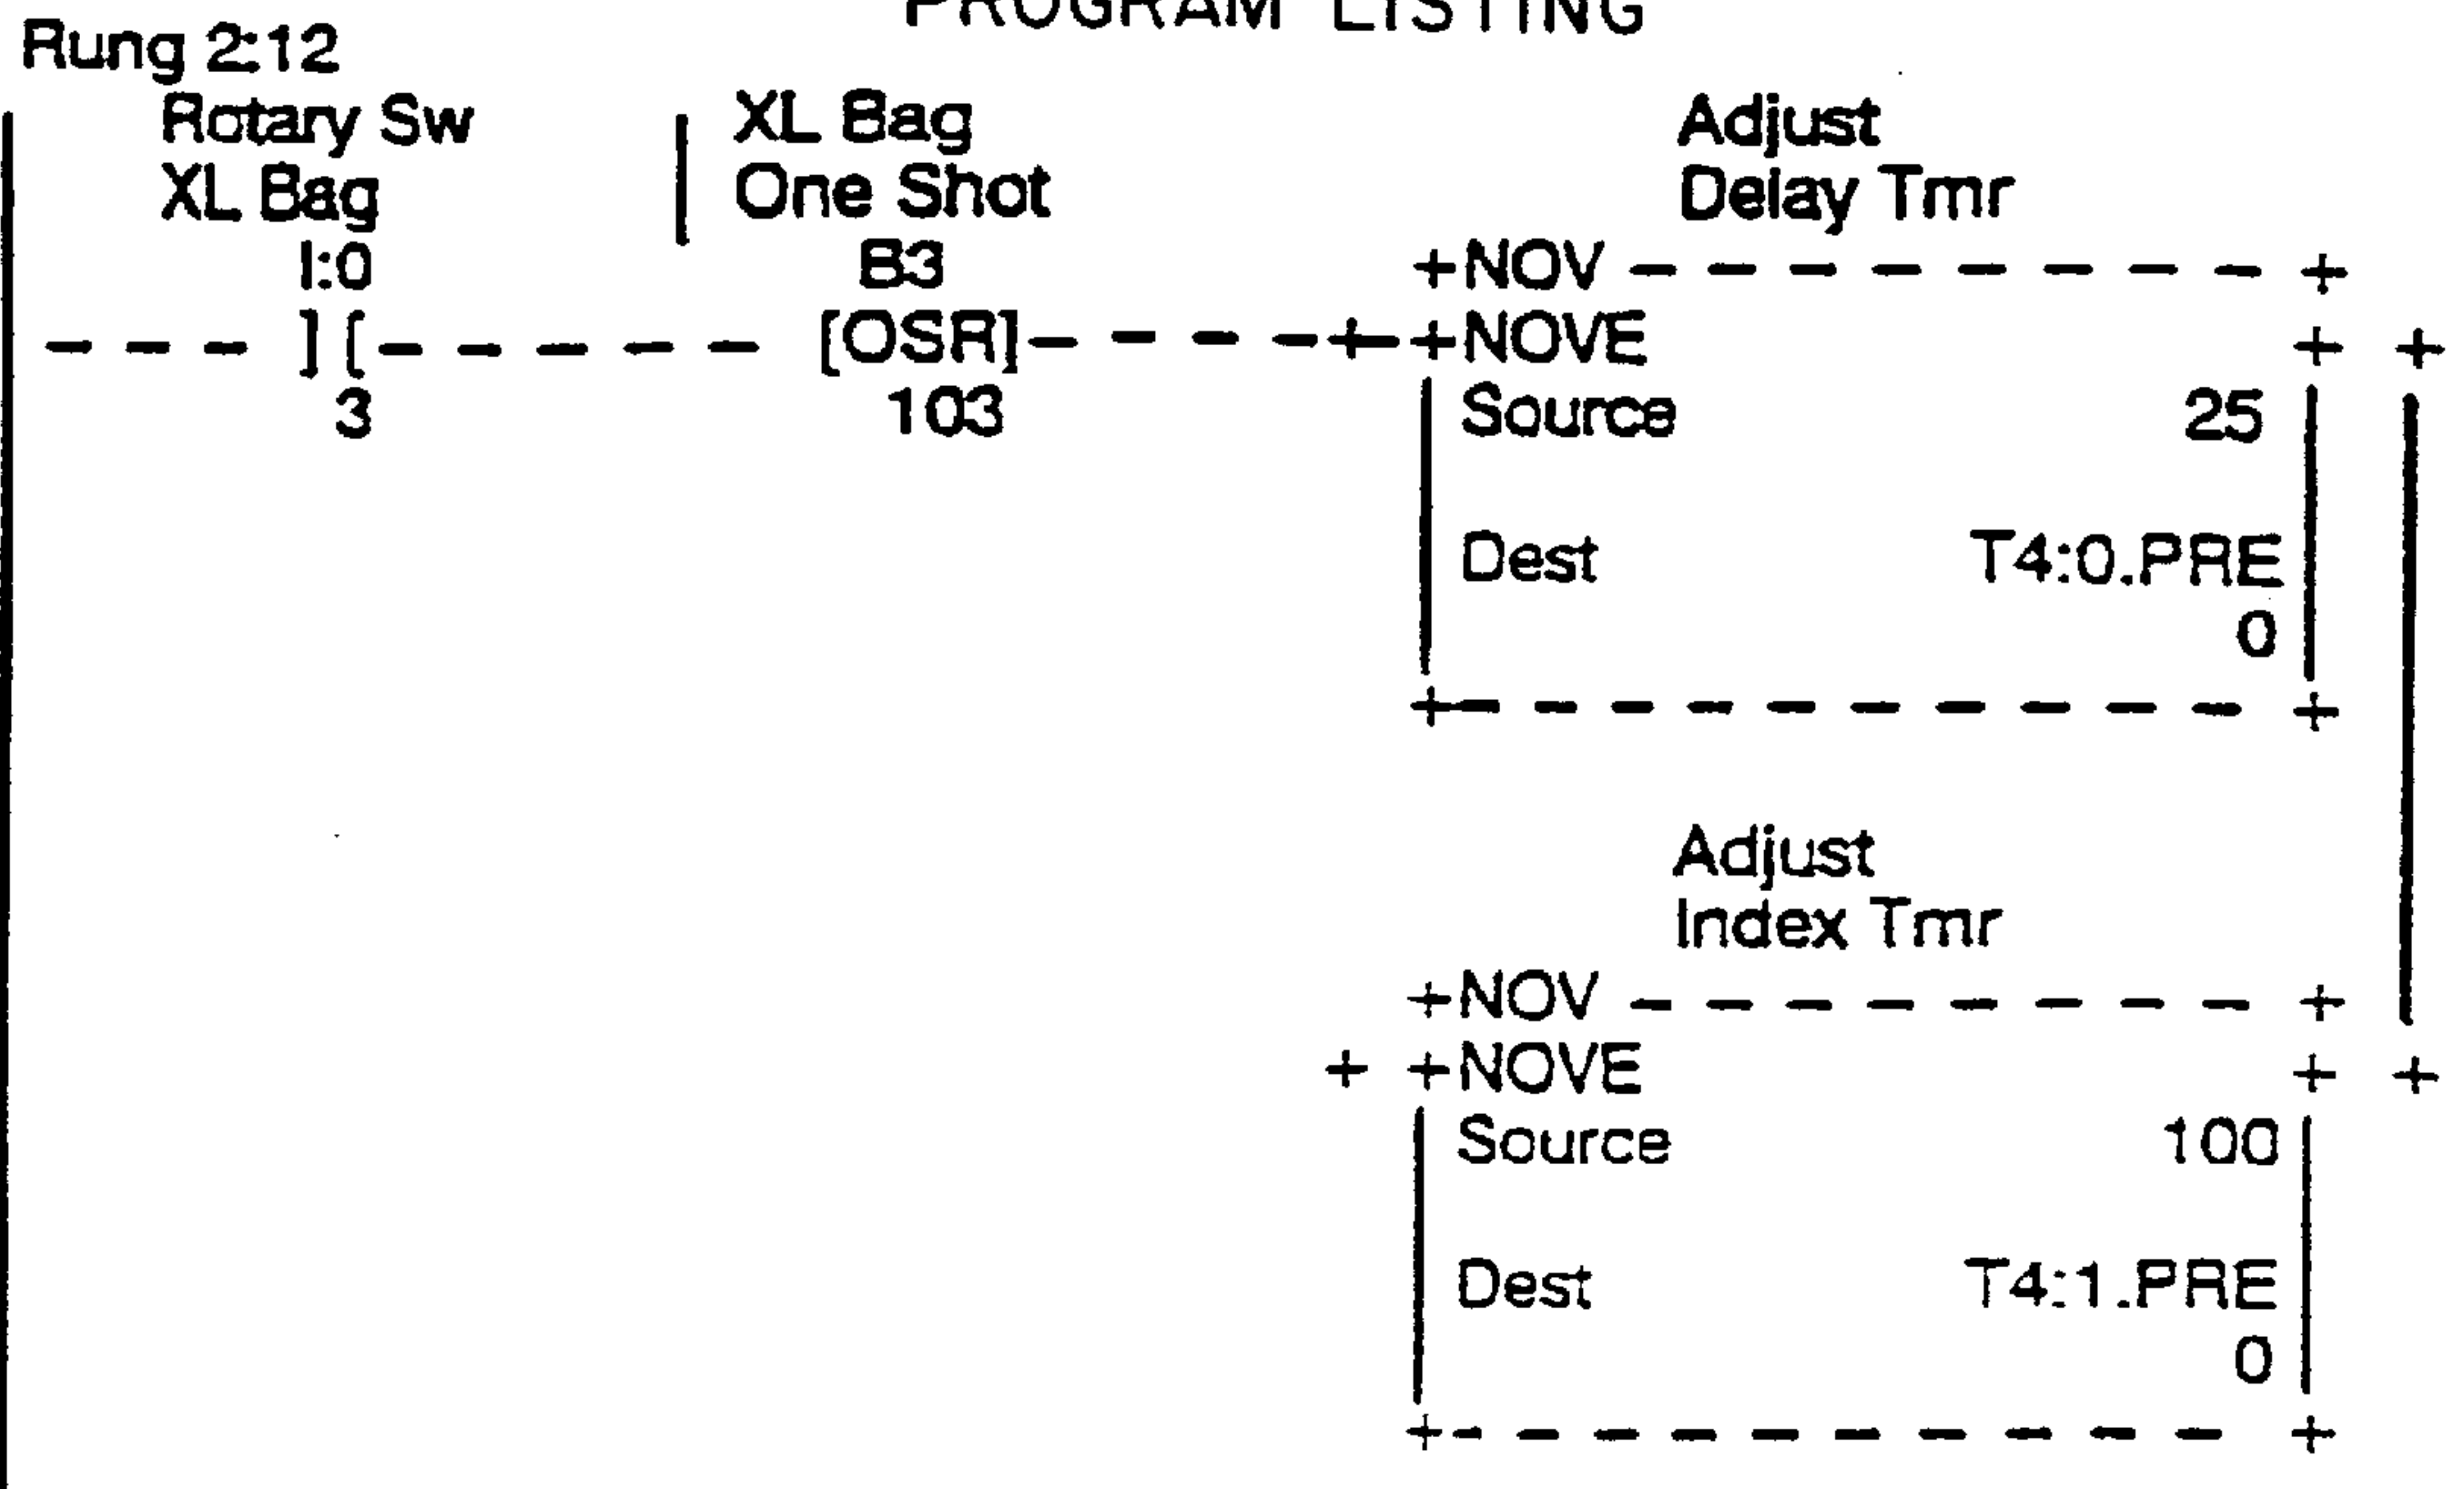 PROGRAM LISTING
Rung 2:12
Rotary Sw XL Bag Adjust
XL Bag One Shot Delay Tmr
I:0 B3 +NOV - - - - - - - - +
- - - ] [ - - - - - [OSR] - - - - + - +NOVE + +
3 103 Source 25
Dest T4:0.PRE
0
+ - - - - - - - - - - +
Adjust
Index Tmr
+NOV - - - - - - - - +
+ +NOVE + +
Source 100
Dest T4:1.PRE
0
+ - - - - - - - - - - +